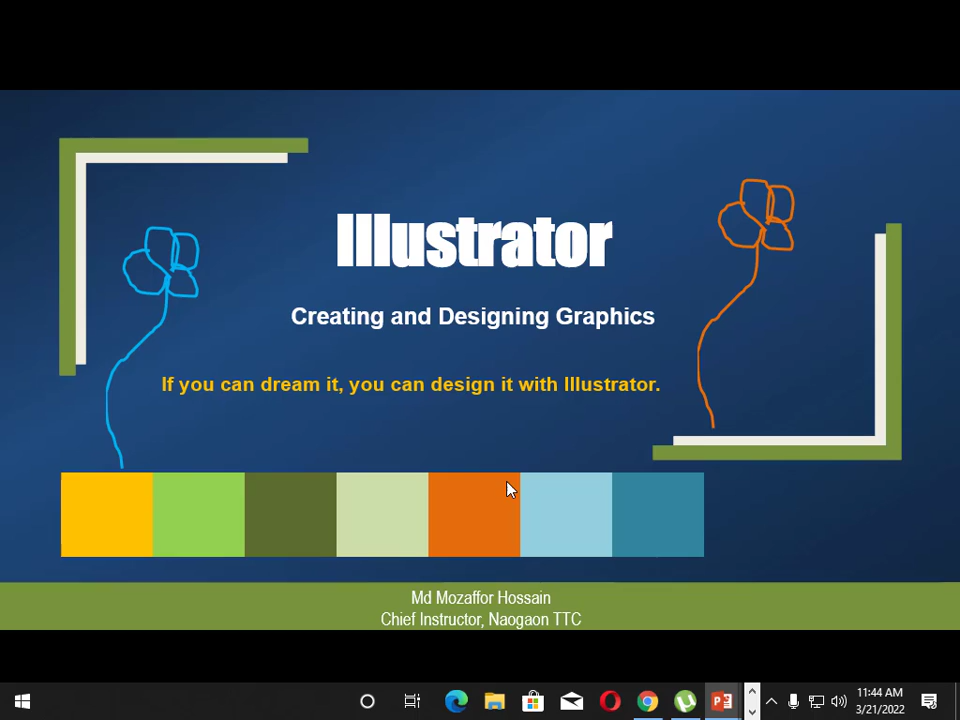 Illustrator
Creating and Designing Graphics
If you can dream it, you can design it with Illustrator.
Md Mozaffor Hossain
Chief Instructor, Naogaon TTC
11:44 AM
3/21/2022